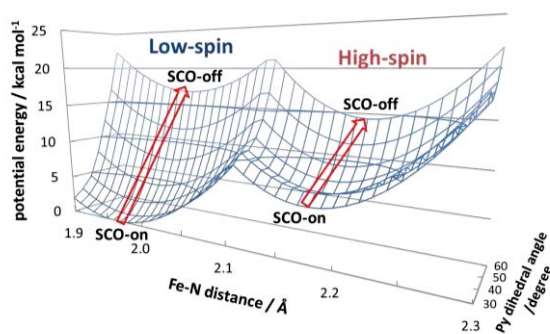 potential energy / kcal mol-1
25
20
15
10
5
0
Low-spin
High-spin
SCO-off
SCO-off
SCO-on
SCO-on
1.9
2.0
2.1
2.2
2.3
Fe-N distance / Å
60
50
40
30
Py dihedral angle
/degree